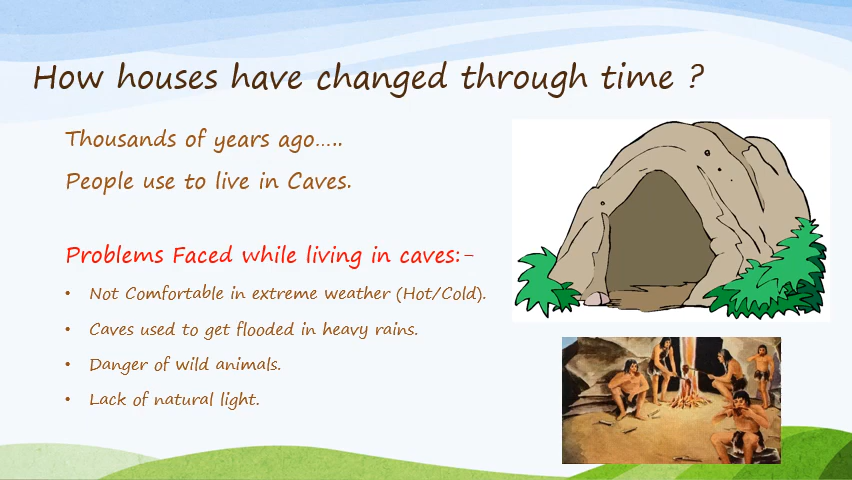 How houses have changed through time ?
Thousands of years ago.....
People use to live in Caves.
Problems Faced while living in caves:-
• Not Comfortable in extreme weather (Hot/Cold).
• Caves used to get flooded in heavy rains.
• Danger of wild animals.
• Lack of natural light.